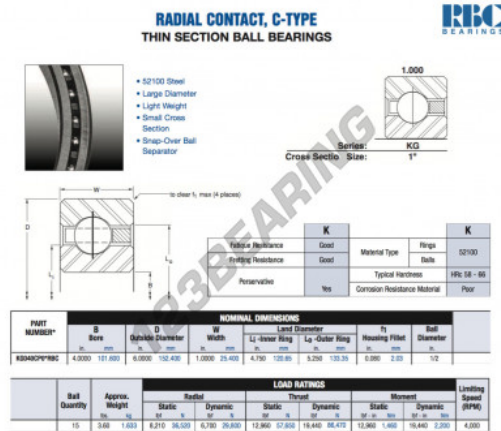 RADIAL CONTACT, C-TYPE
THIN SECTION BALL BEARINGS
RBC
BEARINGS
• 52100 Steel
• Large Diameter
• Light Weight
• Small Cross
Section
• Snap-Over Ball
Separator
1.000
Series: KG
Cross Sectio Size: 1"
123BEARING
W
to clear f₁ max (4 places)
D
B
K K
Fatigue Resistance Good Material Type Rings 52100
Fretting Resistance Good Balls
Perservative Yes Typical Hardness HRc 58 - 66
Corrosion Resistance Material Poor
NOMINAL DIMENSIONS
PART NUMBER* B Bore D Outside Diameter W Width Land Diameter f₁ Housing Fillet Ball Diameter
Lj -Inner Ring Lo -Outer Ring
in. mm in. mm in. mm in. mm in. mm in. mm in.
KG040CP0*RBC 4.0000 101.600 6.0000 152.400 1.0000 25.400 4.750 120.65 5.250 133.35 0.080 2.03 1/2
LOAD RATINGS
Ball Quantity Approx. Weight Radial Thrust Moment Limiting Speed (RPM)
Static Dynamic Static Dynamic Static Dynamic
lbs. kg lbf N lbf N lbf N lbf N lbf - in Nm lbf - in Nm
15 3.60 1.633 8,210 36,520 6,700 29,800 12,960 57,650 19,440 86,470 12,960 1,460 19,440 2,200 4,000